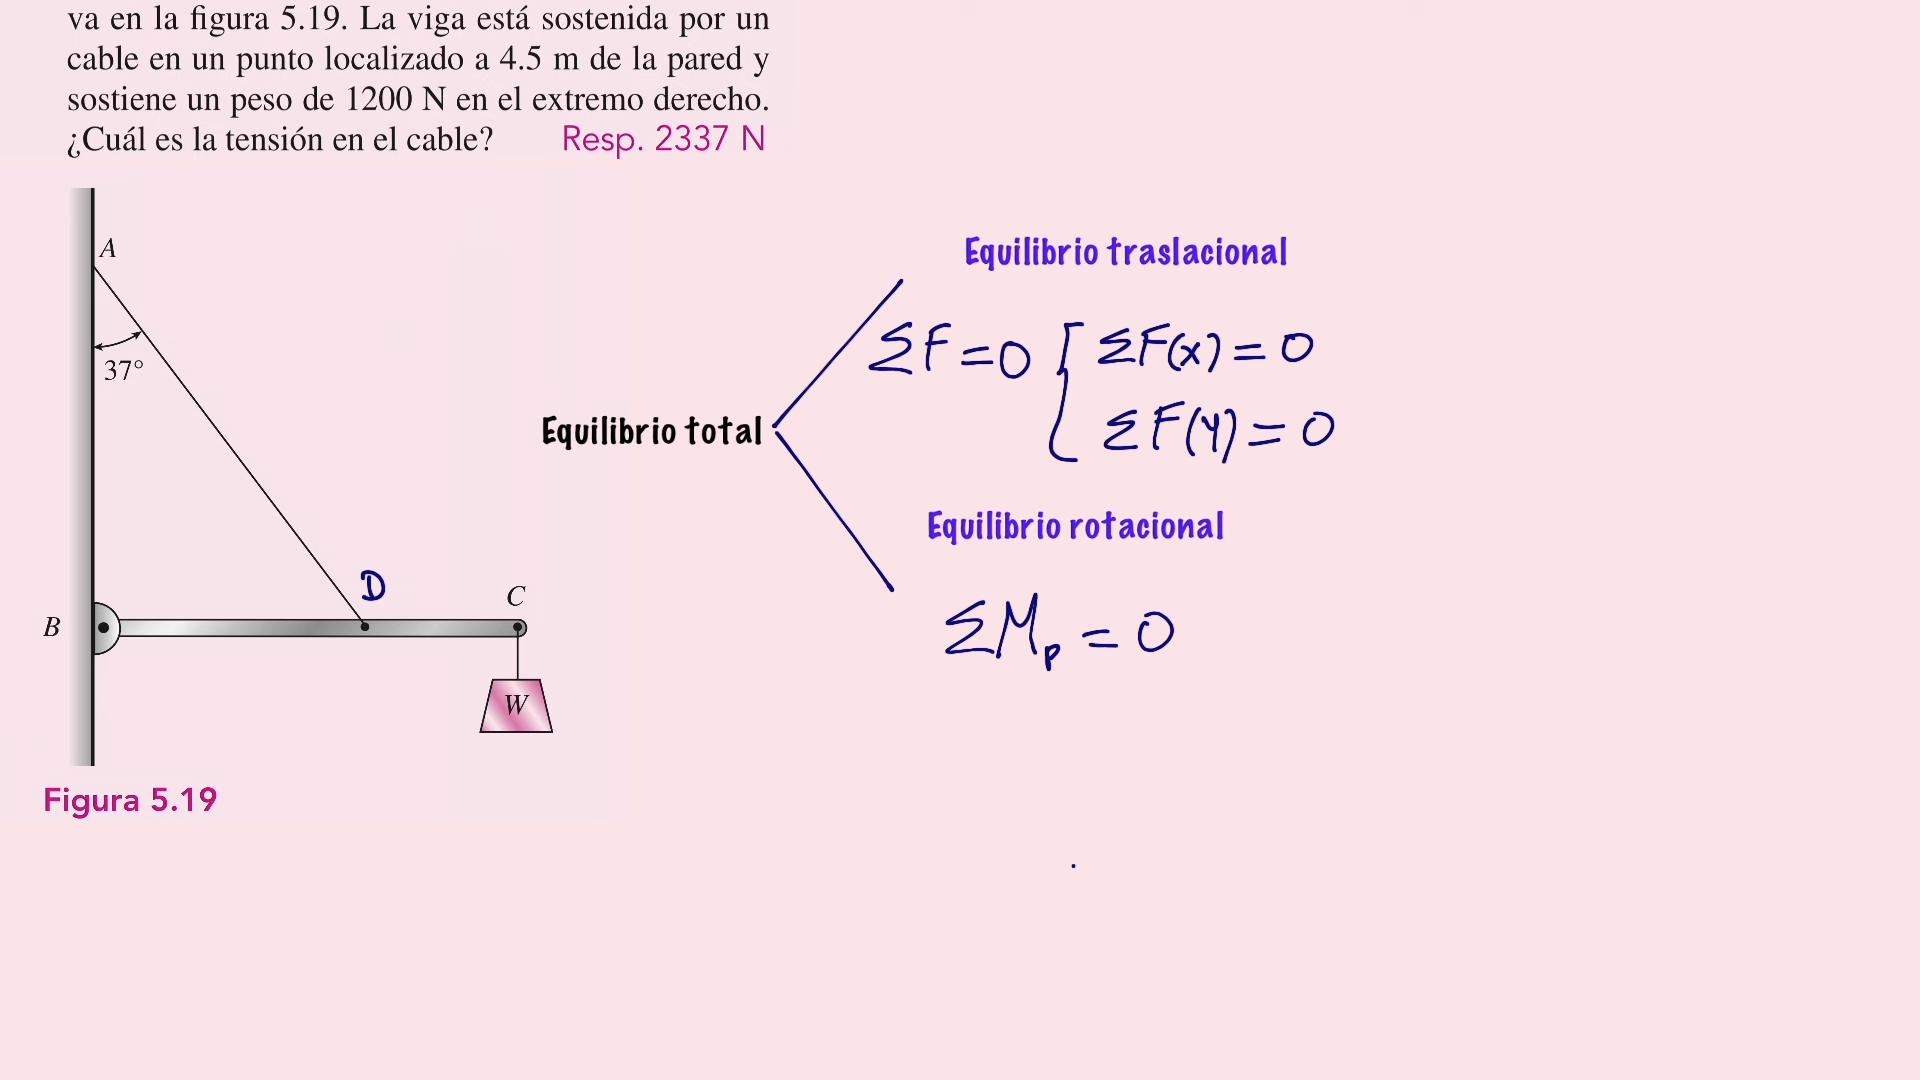 va en la figura 5.19. La viga está sostenida por un
cable en un punto localizado a 4.5 m de la pared y
sostiene un peso de 1200 N en el extremo derecho.
¿Cuál es la tensión en el cable? Resp. 2337 N
A
37°
D
C
B
W
Figura 5.19
Equilibrio total
Equilibrio traslacional
ΣF=0 { ΣF(x)=0
ΣF(y)=0
Equilibrio rotacional
ΣM_p=0